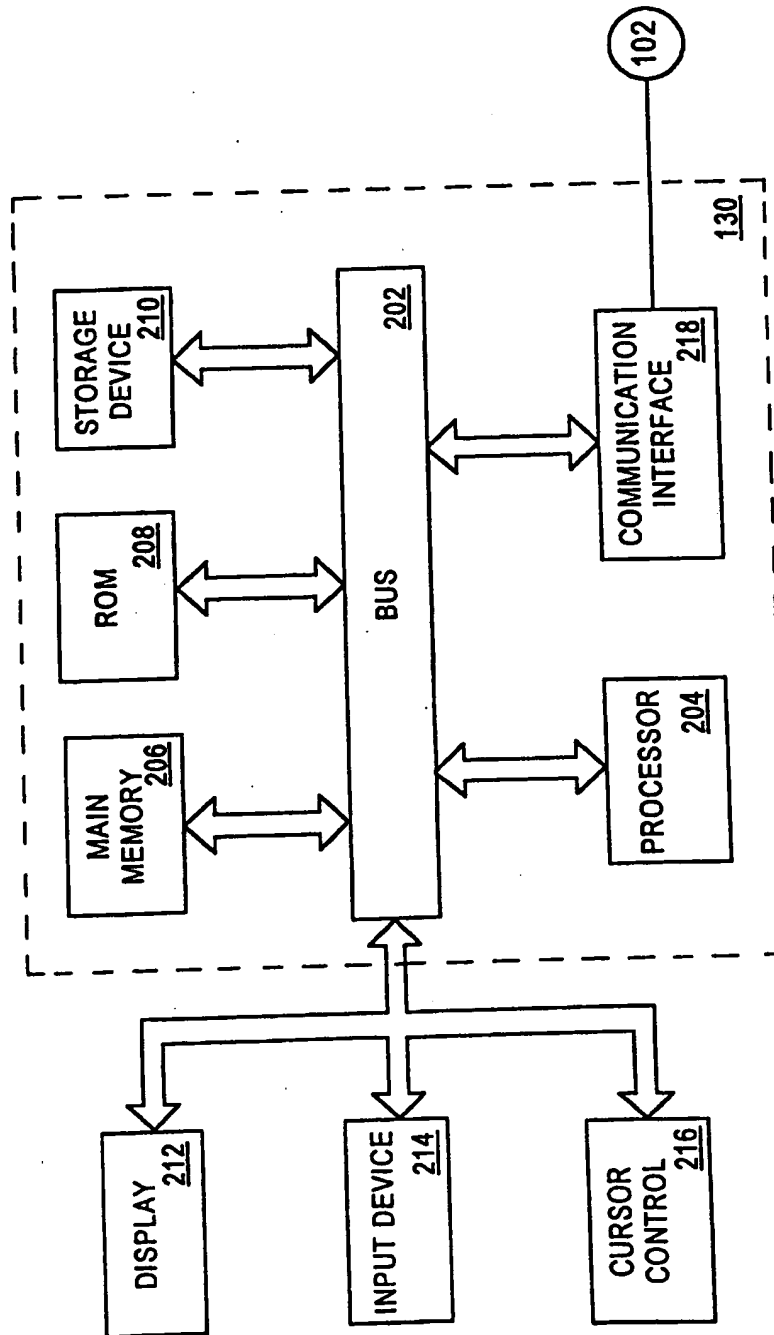 DISPLAY
212
INPUT DEVICE
214
CURSOR
CONTROL
216
MAIN
MEMORY
206
ROM
208
STORAGE
DEVICE
210
BUS
202
PROCESSOR
204
COMMUNICATION
INTERFACE
218
130
102